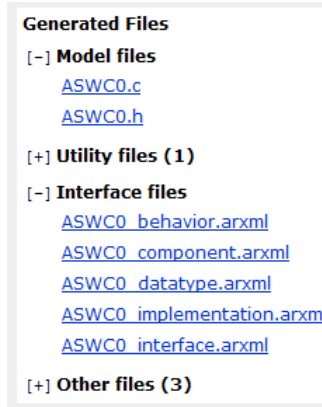 Generated Files
[-] Model files
ASWC0.c
ASWC0.h
[+] Utility files (1)
[-] Interface files
ASWC0_behavior.arxml
ASWC0_component.arxml
ASWC0_datatype.arxml
ASWC0_implementation.arxm
ASWC0_interface.arxml
[+] Other files (3)